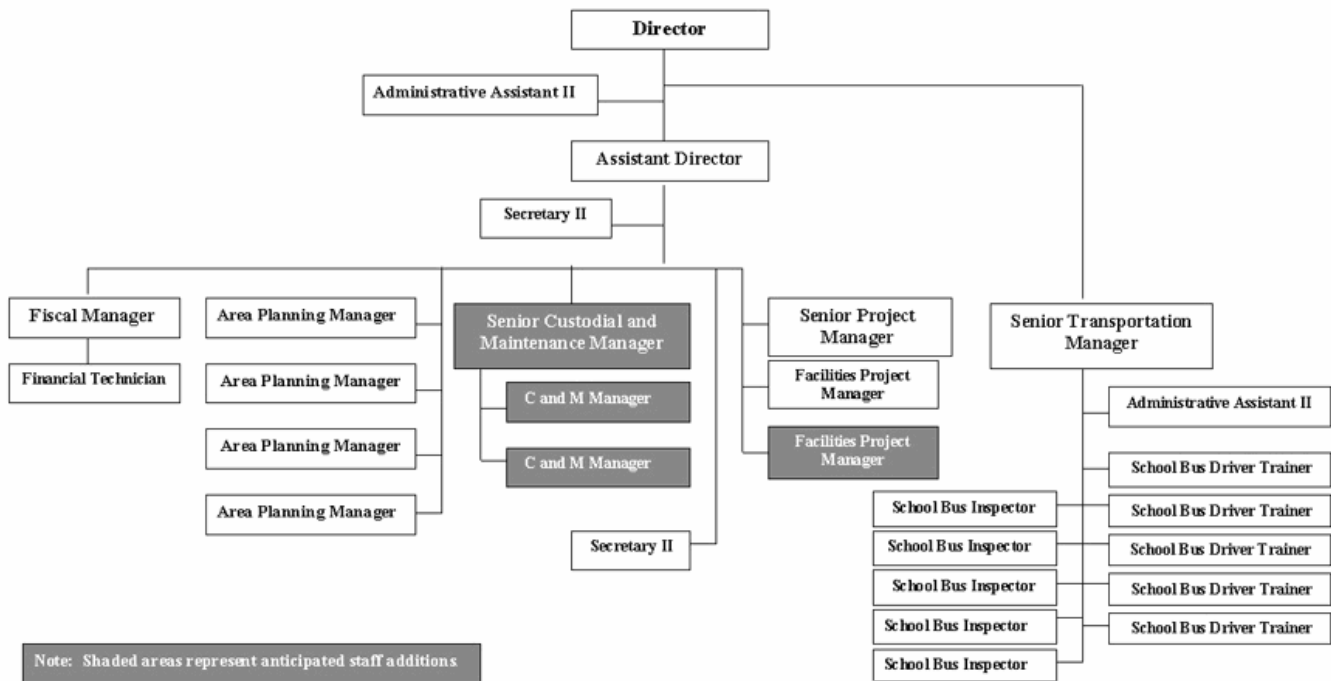 Director
Administrative Assistant II
Assistant Director
Secretary II
Fiscal Manager
Financial Technician
Area Planning Manager
Area Planning Manager
Area Planning Manager
Area Planning Manager
Senior Custodial and
Maintenance Manager
C and M Manager
C and M Manager
Secretary II
Senior Project
Manager
Facilities Project
Manager
Facilities Project
Manager
Senior Transportation
Manager
Administrative Assistant II
School Bus Driver Trainer
School Bus Inspector
School Bus Driver Trainer
School Bus Inspector
School Bus Driver Trainer
School Bus Inspector
School Bus Driver Trainer
School Bus Inspector
School Bus Driver Trainer
School Bus Inspector
Note: Shaded areas represent anticipated staff additions